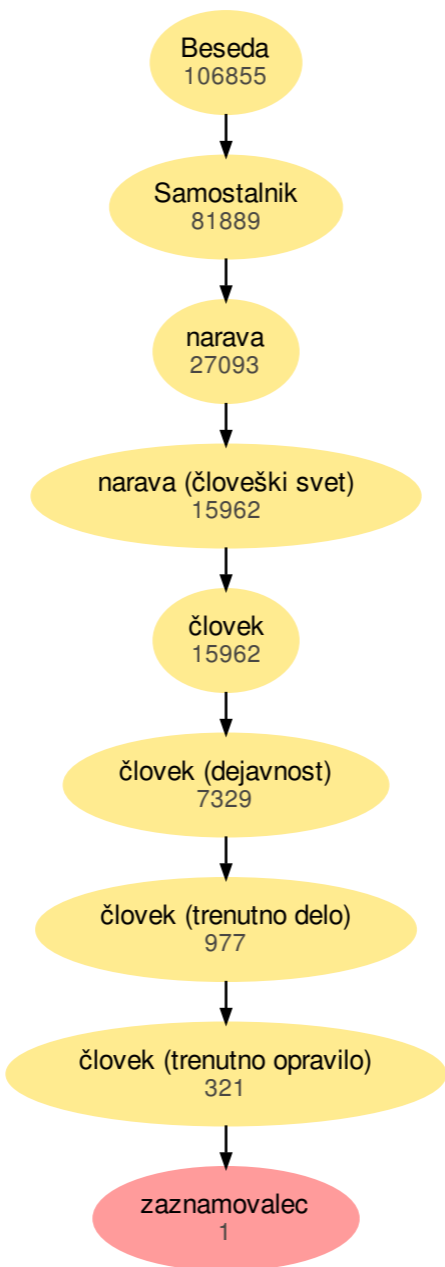 Beseda
106855
Samostalnik
81889
narava
27093
narava (človeški svet)
15962
človek
15962
človek (dejavnost)
7329
človek (trenutno delo)
977
človek (trenutno opravilo)
321
zaznamovalec
1